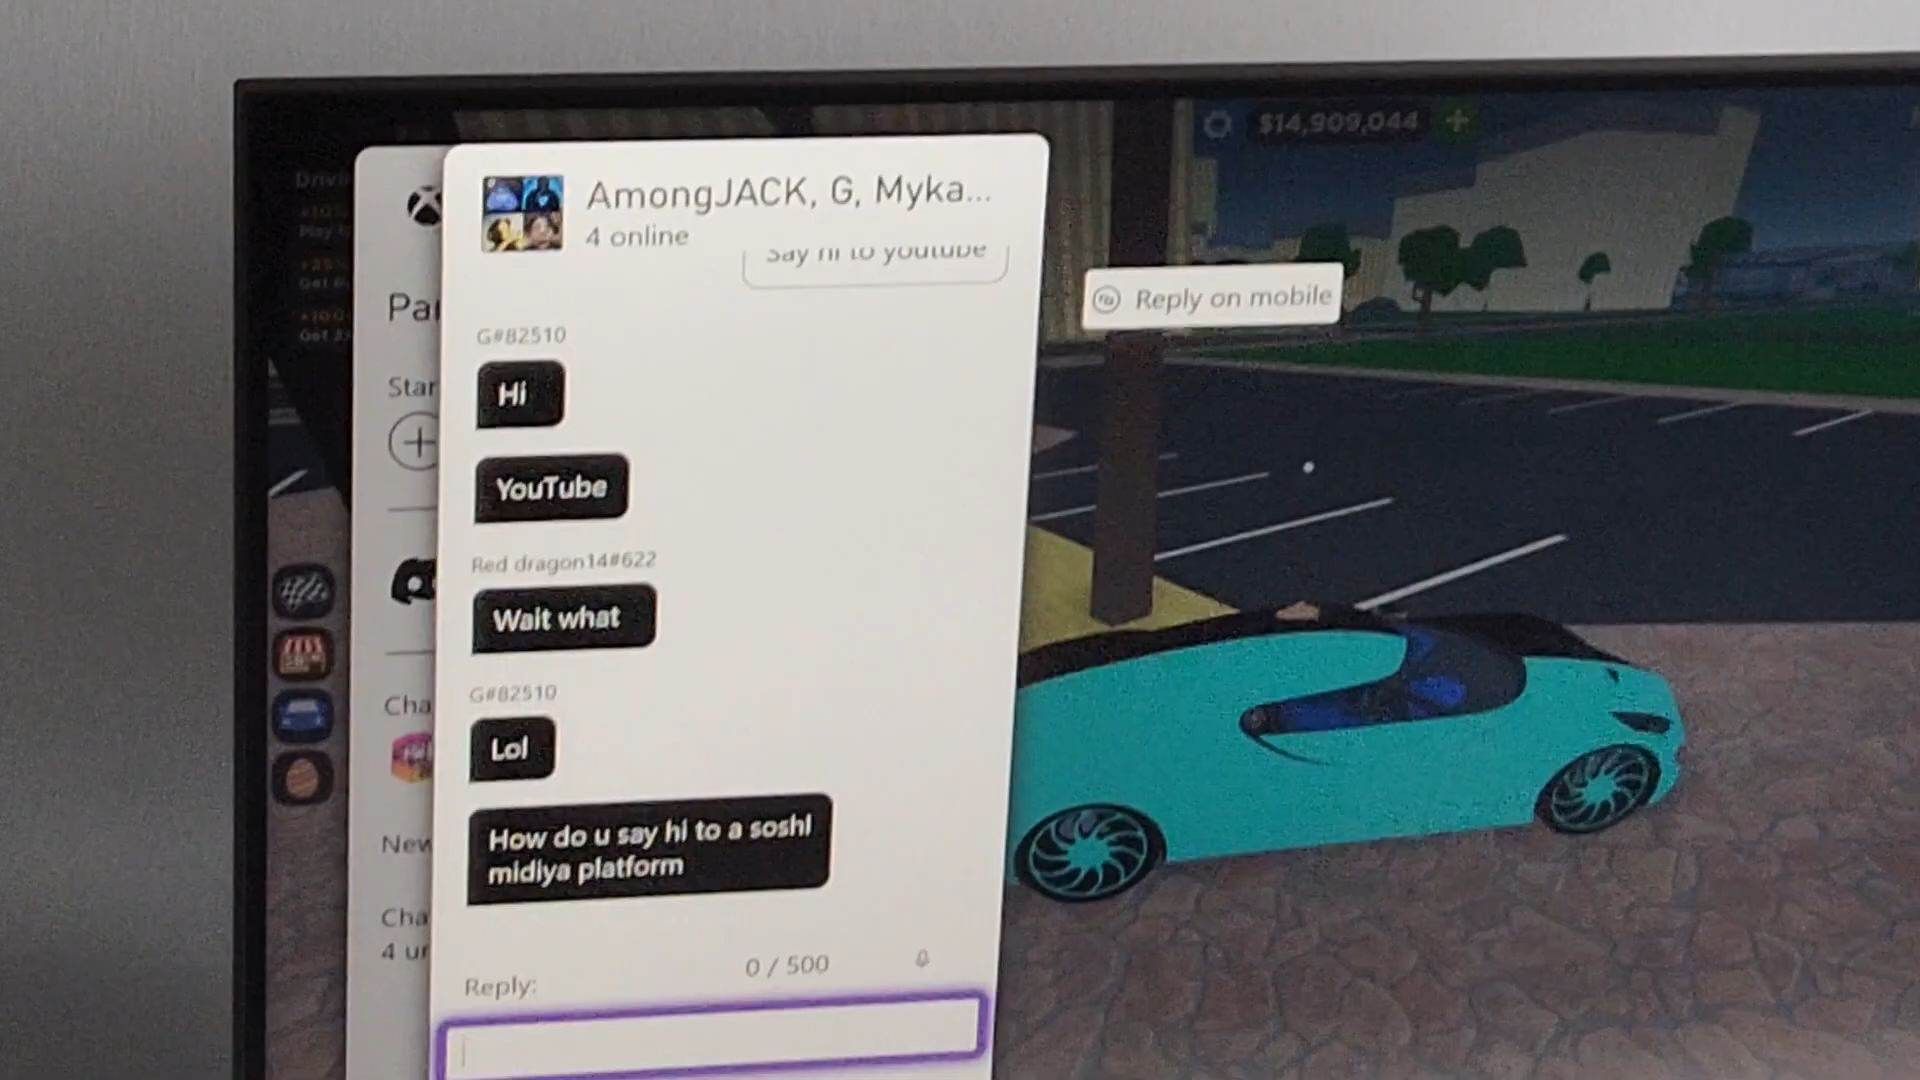 $14,909,044 +
AmongJACK, G, Myka...
4 online
Say hi to youtube
Reply on mobile
G#82510
Hi
YouTube
Red dragon14#622
Wait what
G#82510
Lol
How do u say hi to a soshl
midiya platform
0 / 500
Reply:
Par
Star
Cha
New
Cha
4 un